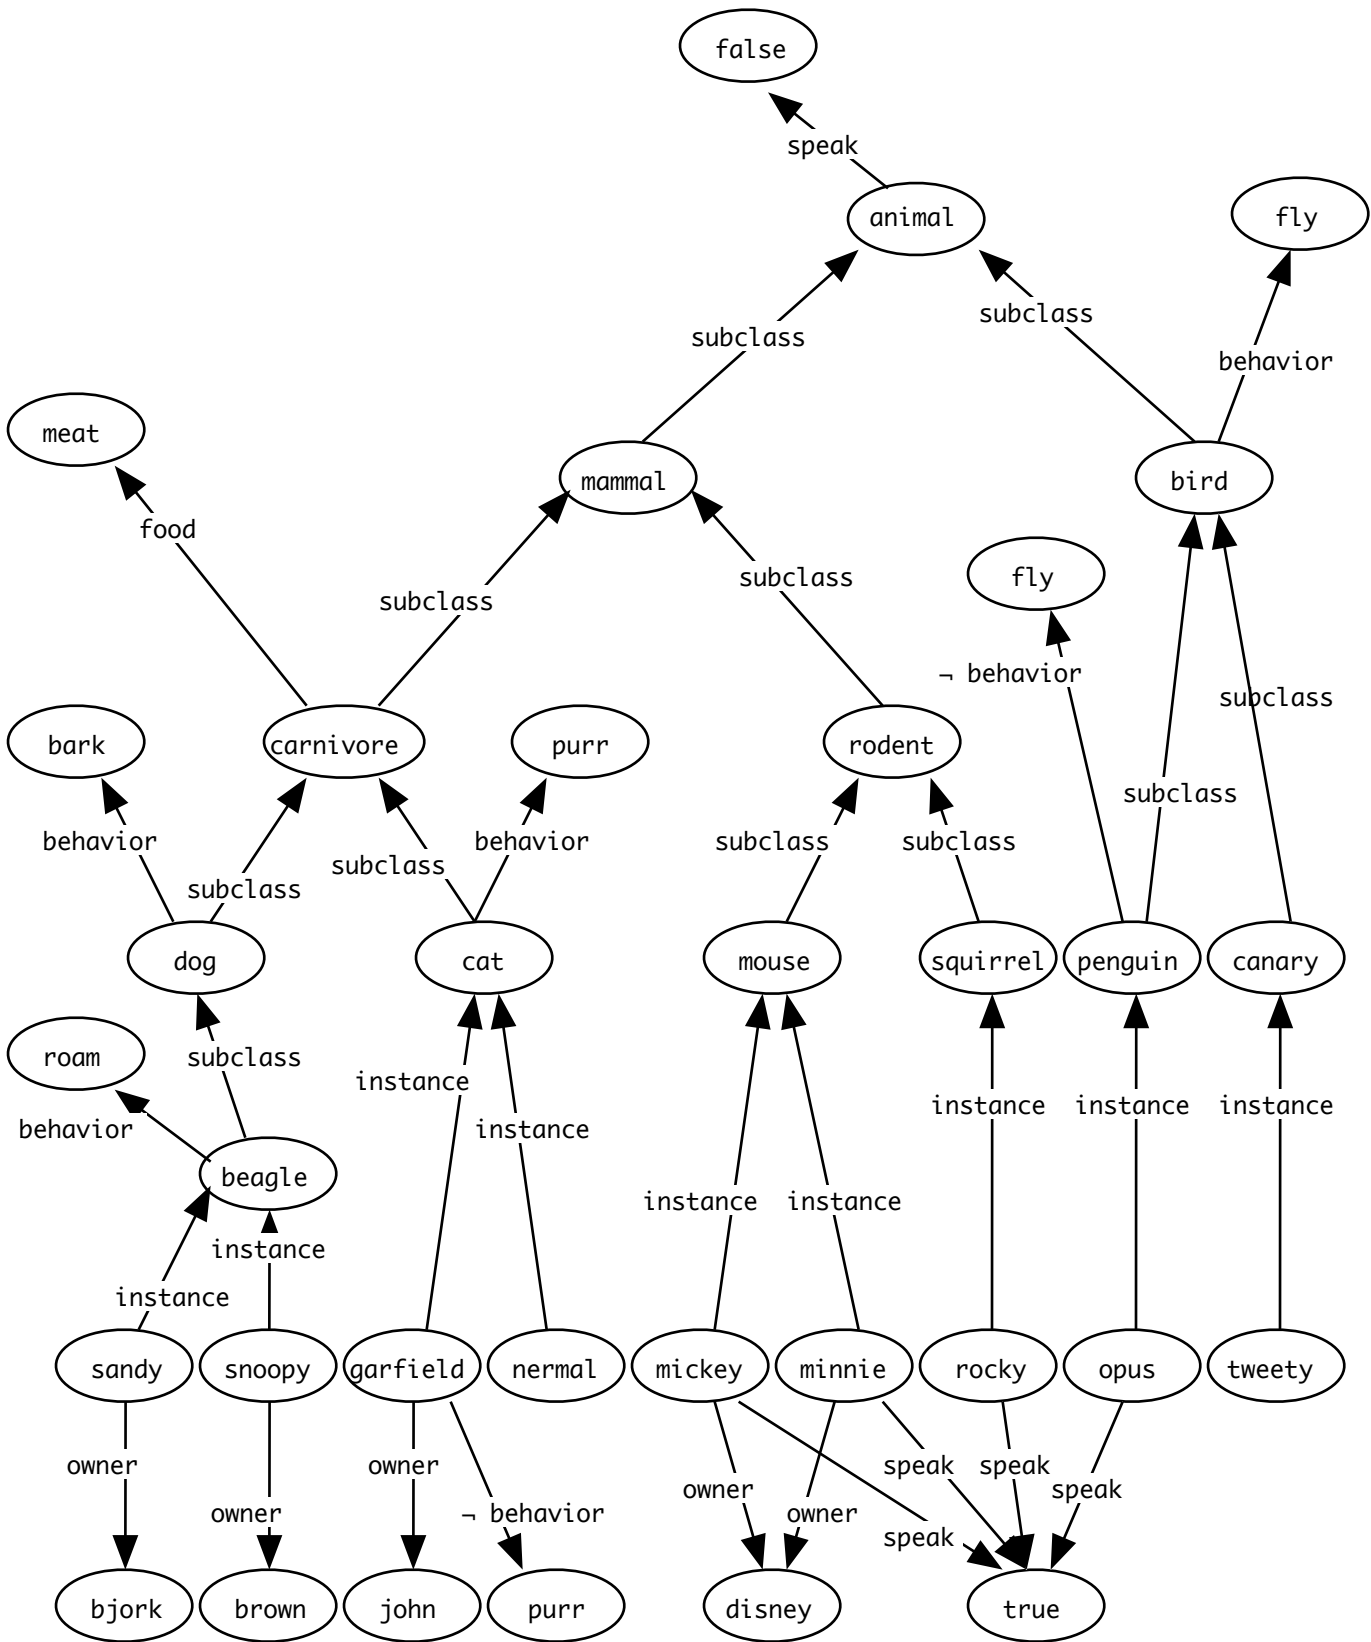 false
speak
animal
fly
subclass
subclass
behavior
meat
mammal
bird
food
fly
subclass
subclass
¬ behavior
subclass
bark
carnivore
purr
rodent
subclass
behavior
subclass
behavior
subclass
subclass
subclass
dog
cat
mouse
squirrel
penguin
canary
roam
subclass
instance
behavior
instance
instance
instance
instance
beagle
instance
instance
instance
instance
sandy
snoopy
garfield
nermal
mickey
minnie
rocky
opus
tweety
owner
owner
speak
speak
owner
speak
owner
¬ behavior
owner
speak
bjork
brown
john
purr
disney
true